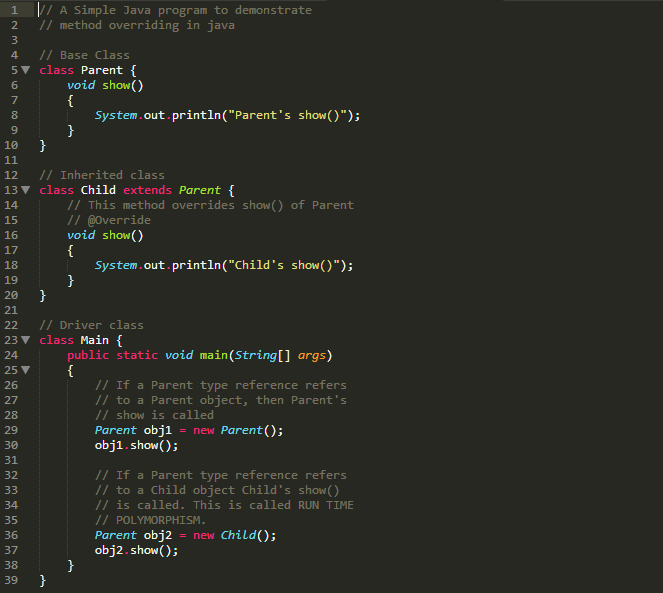 1 // A Simple Java program to demonstrate
2 // method overriding in java
3
4 // Base Class
5 class Parent {
6     void show()
7     {
8         System.out.println("Parent's show()");
9     }
10 }
11
12 // Inherited class
13 class Child extends Parent {
14     // This method overrides show() of Parent
15     // @Override
16     void show()
17     {
18         System.out.println("Child's show()");
19     }
20 }
21
22 // Driver class
23 class Main {
24     public static void main(String[] args)
25     {
26         // If a Parent type reference refers
27         // to a Parent object, then Parent's
28         // show is called
29         Parent obj1 = new Parent();
30         obj1.show();
31
32         // If a Parent type reference refers
33         // to a Child object Child's show()
34         // is called. This is called RUN TIME
35         // POLYMORPHISM.
36         Parent obj2 = new Child();
37         obj2.show();
38     }
39 }